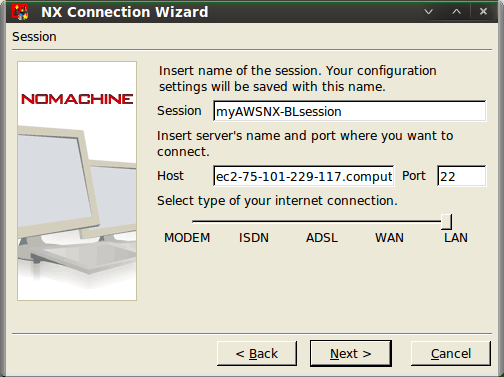 NX Connection Wizard
Session
NOMACHINE
Insert name of the session. Your configuration
settings will be saved with this name.
Session myAWSNX-BLsession
Insert server's name and port where you want to
connect.
Host ec2-75-101-229-117.comput Port 22
Select type of your internet connection.
MODEM ISDN ADSL WAN LAN
< Back Next > Cancel